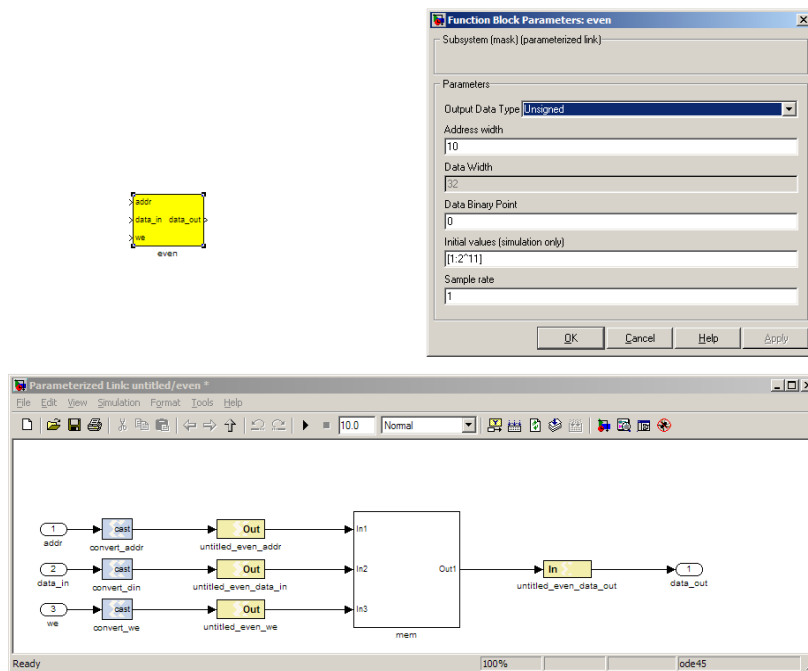 Function Block Parameters: even
Subsystem (mask) (parameterized link)
Parameters
Output Data Type Unsigned
Address width
10
Data Width
32
Data Binary Point
0
Initial values (simulation only)
[1:2^11]
Sample rate
1
OK Cancel Help Apply
addr
data_in data_out
we
even
Parameterized Link: untitled/even *
File Edit View Simulation Format Tools Help
10.0 Normal
1 cast Out In1
addr convert_addr untitled_even_addr
2 cast Out In2 Out1 In 1
data_in convert_din untitled_even_data_in untitled_even_data_out data_out
3 cast Out In3
we convert_we untitled_even_we mem
Ready 100% ode45